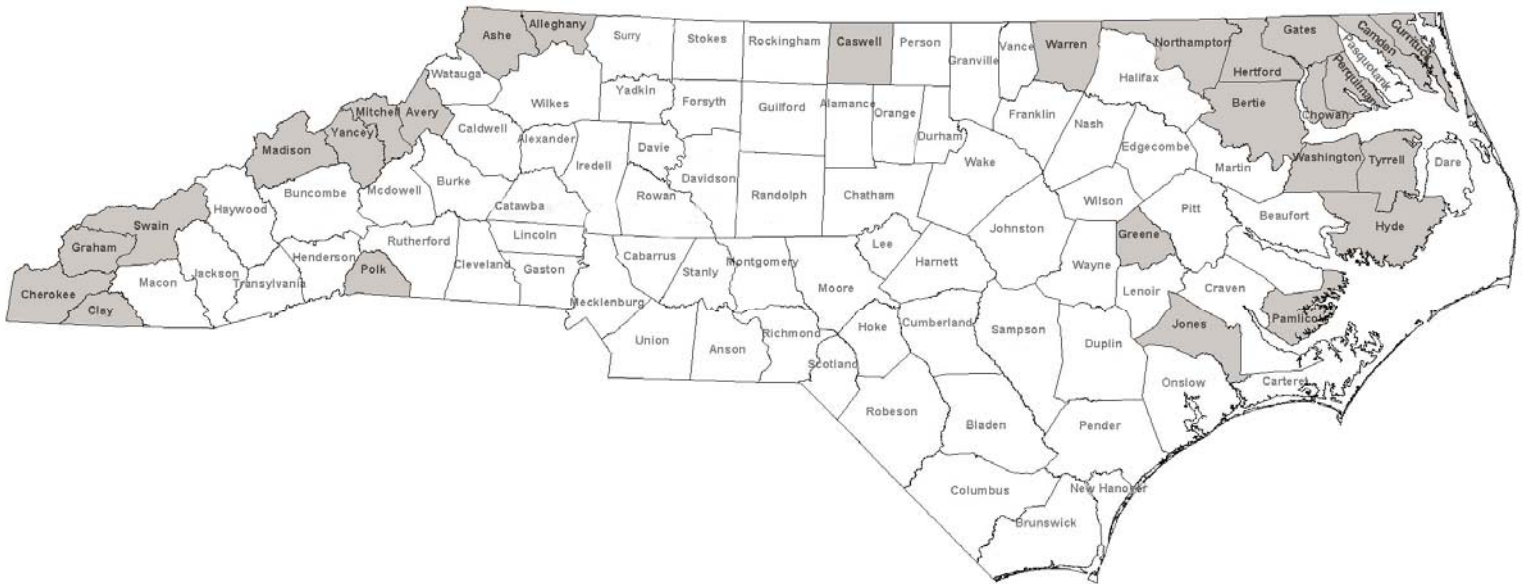 Ashe
Alleghany
Surry
Stokes
Rockingham
Caswell
Person
Granville
Vance
Warren
Northampton
Gates
Camden
Currituck
Pasquotank
Perquimans
Hertford
Halifax
Watauga
Wilkes
Yadkin
Forsyth
Guilford
Alamance
Orange
Durham
Franklin
Nash
Edgecombe
Bertie
Chowan
Mitchell
Avery
Yancey
Caldwell
Alexander
Iredell
Davie
Davidson
Wake
Martin
Washington
Tyrrell
Dare
Madison
Buncombe
Mcdowell
Burke
Catawba
Rowan
Randolph
Chatham
Wilson
Pitt
Beaufort
Hyde
Haywood
Swain
Graham
Rutherford
Lincoln
Cleveland
Gaston
Cabarrus
Stanly
Montgomery
Moore
Lee
Harnett
Johnston
Wayne
Greene
Lenoir
Craven
Pamlico
Cherokee
Clay
Macon
Jackson
Transylvania
Henderson
Polk
Mecklenburg
Union
Anson
Richmond
Scotland
Hoke
Cumberland
Sampson
Duplin
Jones
Onslow
Carteret
Robeson
Bladen
Pender
Columbus
New Hanover
Brunswick